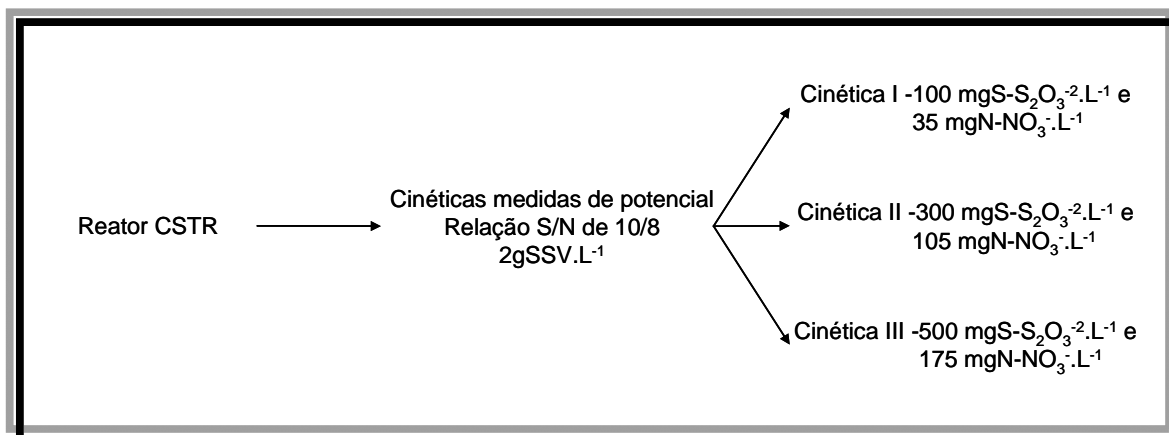 Reator CSTR
Cinéticas medidas de potencial
Relação S/N de 10/8
2gSSV.L⁻¹
Cinética I -100 mgS-S₂O₃⁻².L⁻¹ e
35 mgN-NO₃⁻.L⁻¹
Cinética II -300 mgS-S₂O₃⁻².L⁻¹ e
105 mgN-NO₃⁻.L⁻¹
Cinética III -500 mgS-S₂O₃⁻².L⁻¹ e
175 mgN-NO₃⁻.L⁻¹